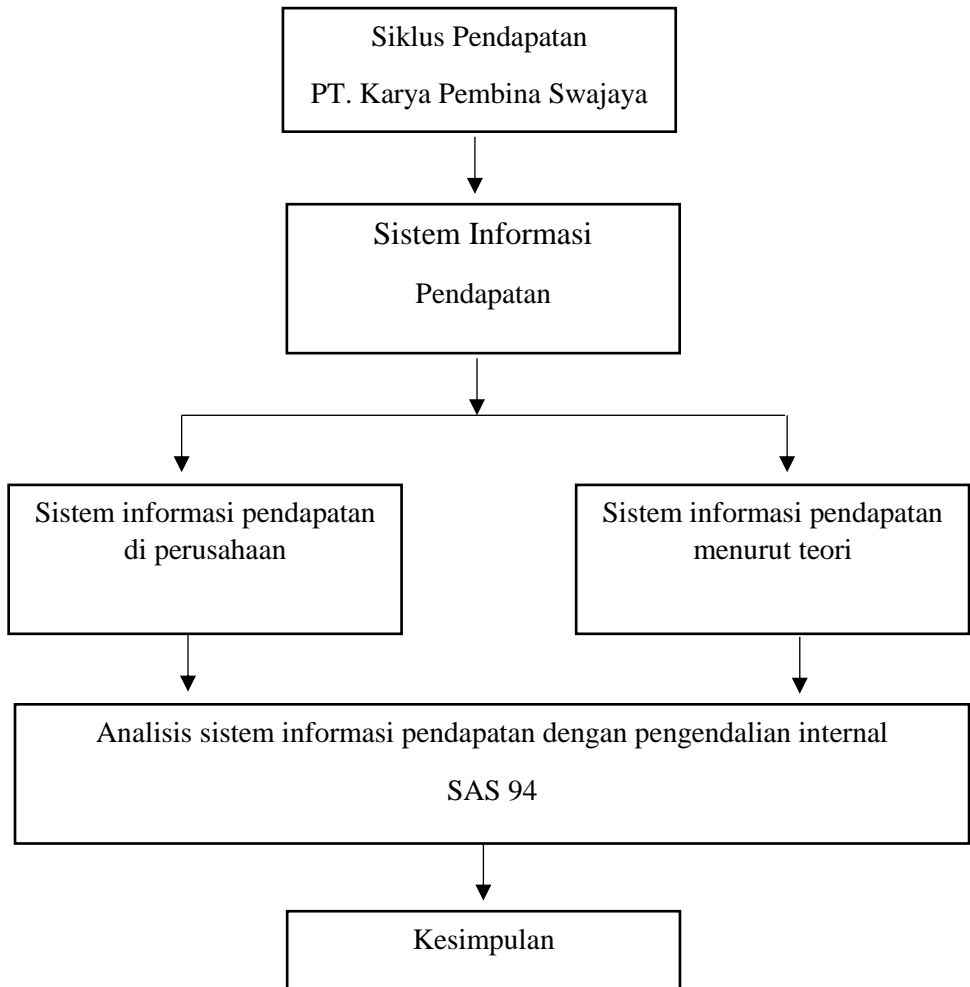 Siklus Pendapatan
PT. Karya Pembina Swajaya
Sistem Informasi
Pendapatan
Sistem informasi pendapatan
di perusahaan
Sistem informasi pendapatan
menurut teori
Analisis sistem informasi pendapatan dengan pengendalian internal
SAS 94
Kesimpulan